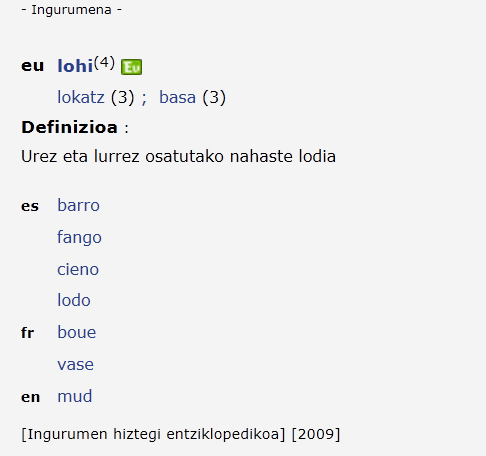 - Ingurumena -
eu lohi(4) Eu
lokatz (3) ; basa (3)
Definizioa :
Urez eta lurrez osatutako nahaste lodia
es barro
fango
cieno
lodo
fr boue
vase
en mud
[Ingurumen hiztegi entziklopedikoa] [2009]